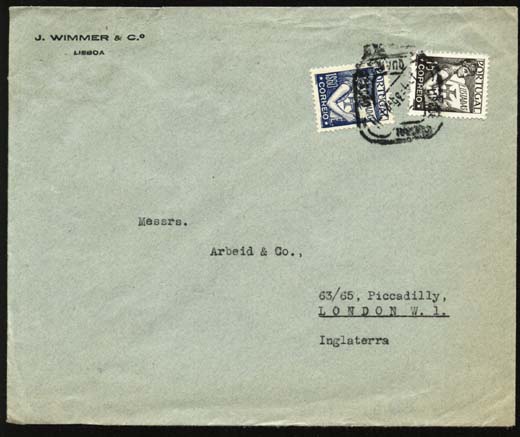 J. WIMMER & C.º
LISBOA
PORTUGAL
CORREIO
PORTUGAL
CORREIO
Messrs.
Arbeid & Co.,
63/65, Piccadilly,
LONDON W. 1.
Inglaterra